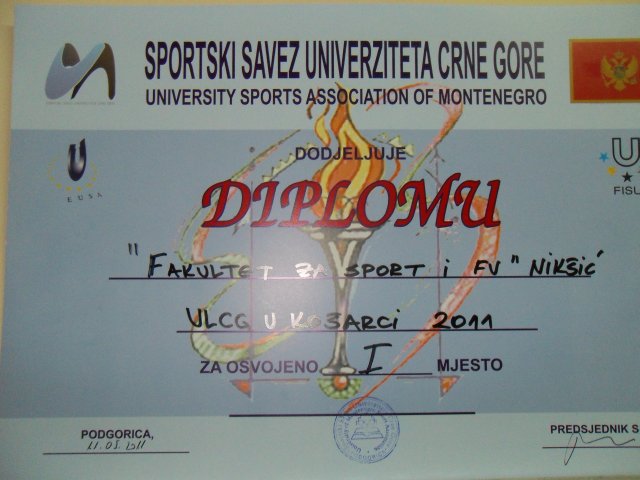 SPORTSKI SAVEZ UNIVERZITETA CRNE GORE
UNIVERSITY SPORTS ASSOCIATION OF MONTENEGRO
U
EUSA
U
FISU
DODJELJUJE
DIPLOMU
"FAKULTET ZA SPORT i FV" NiKŠiĆ
ULCG U KOŠARCi 2011
ZA OSVOJENO I MJESTO
PODGORICA,
PREDSJEDNIK S